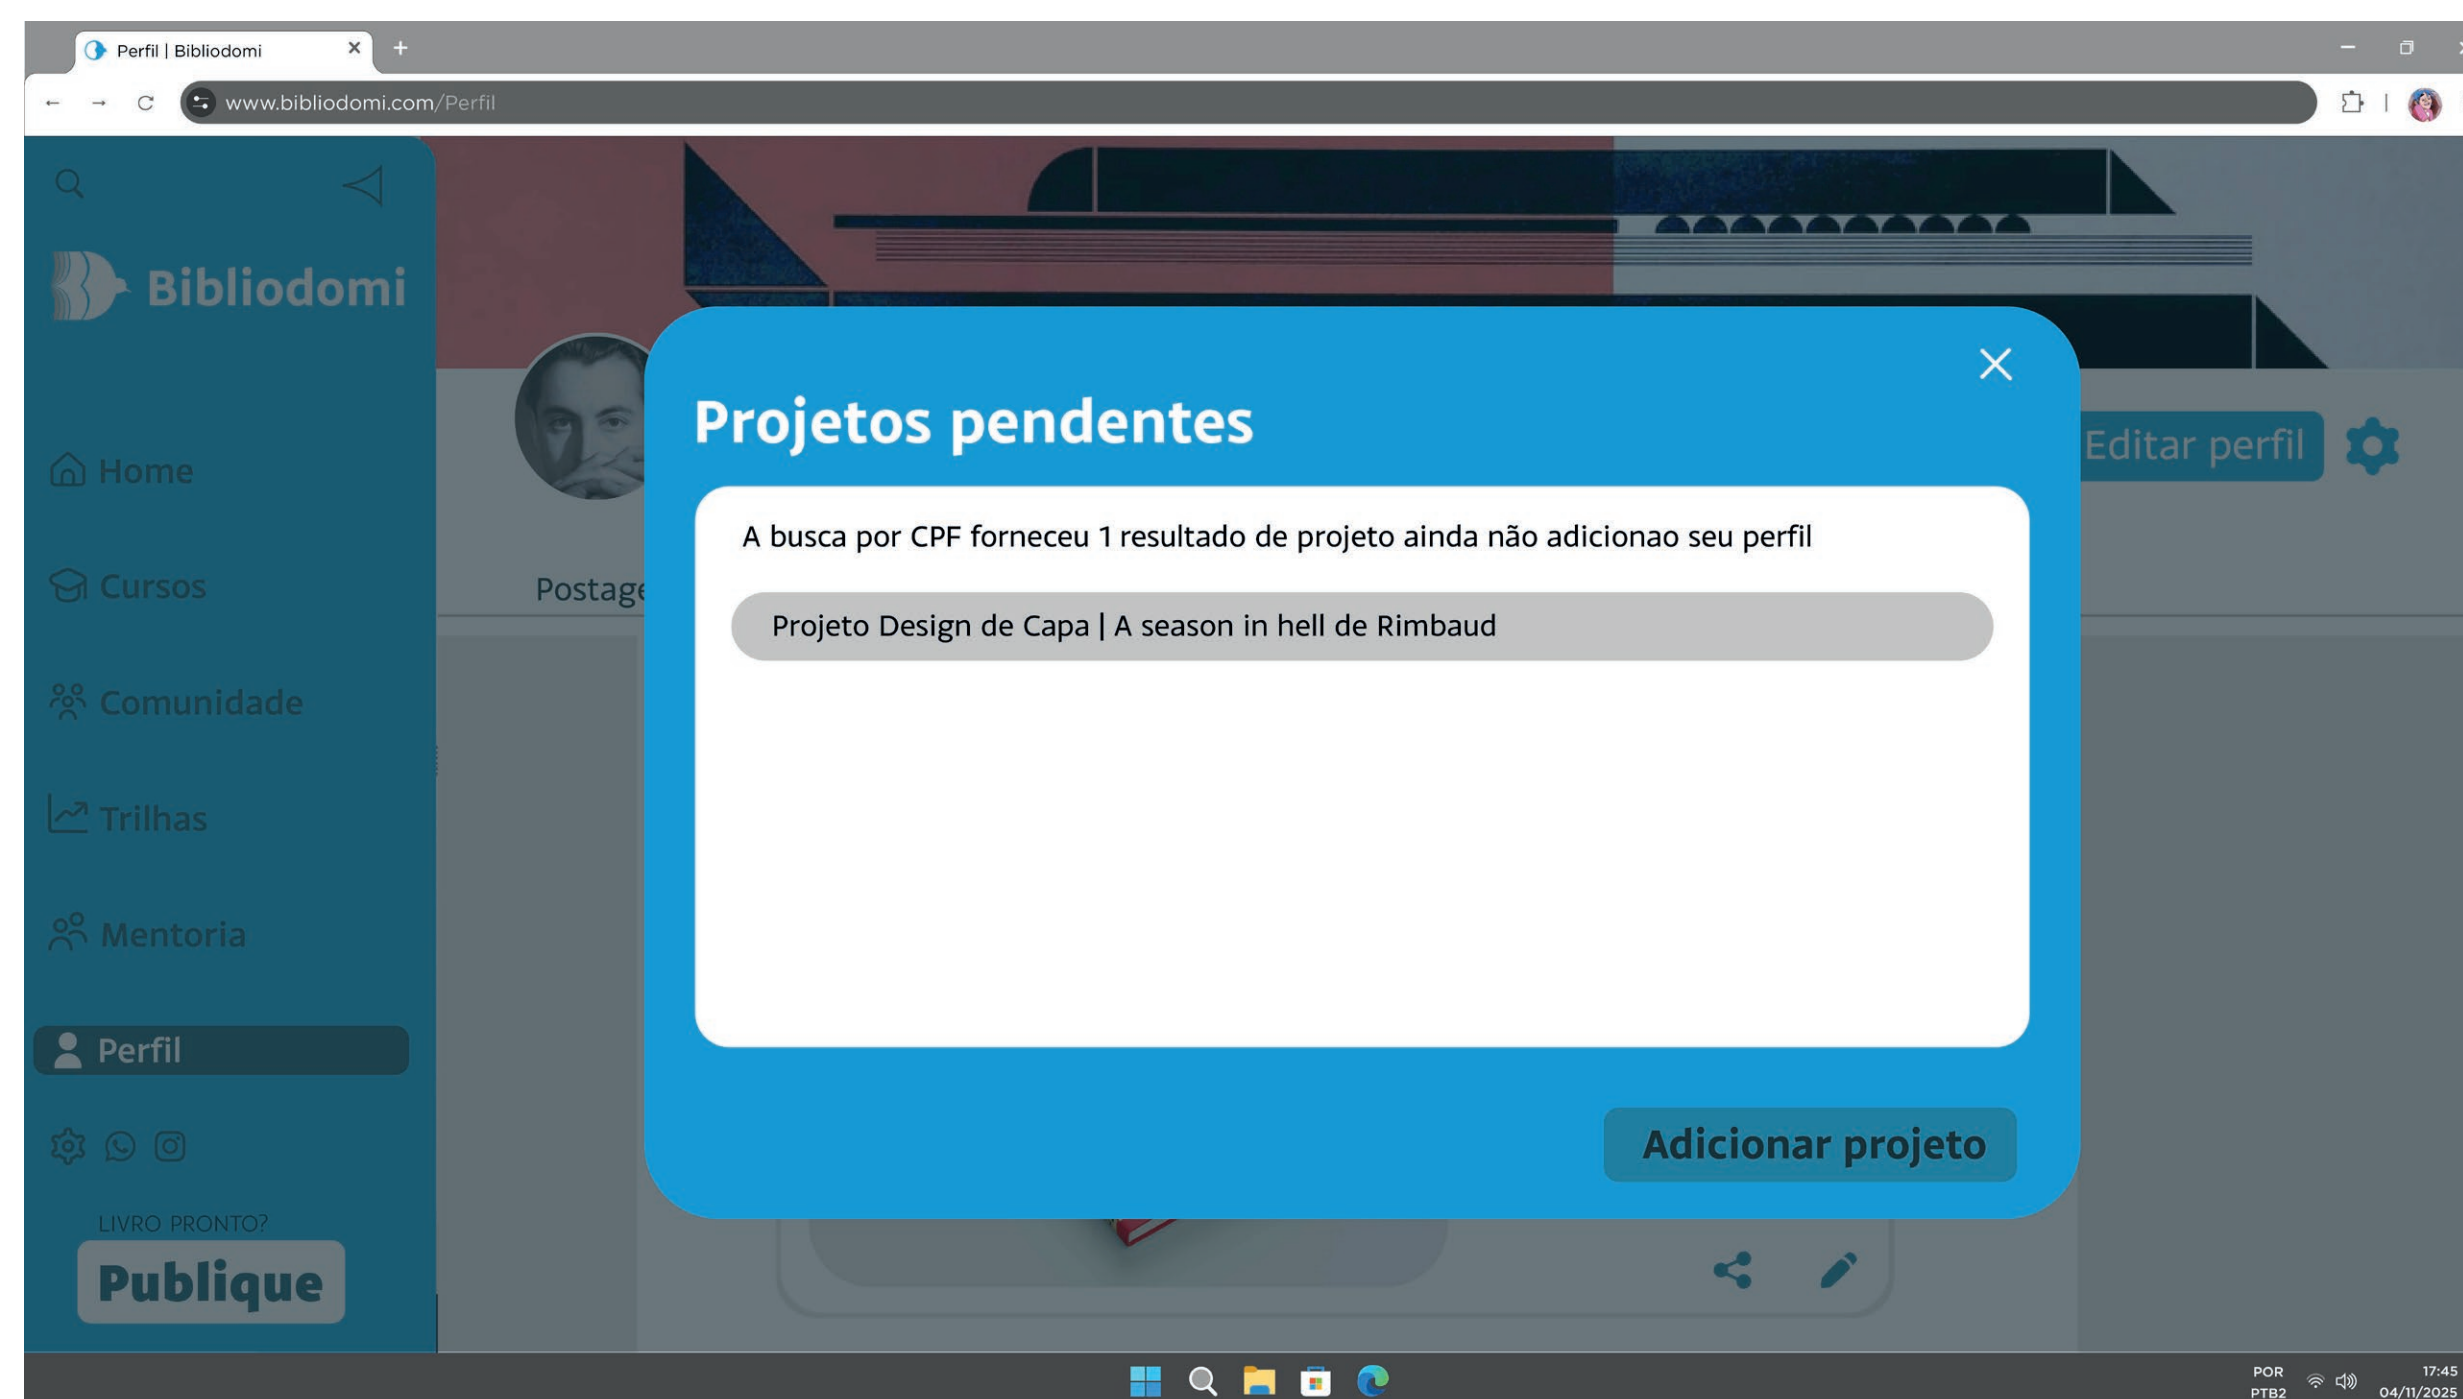 Perfil | Bibliodomi
www.bibliodomi.com/Perfil
Bibliodomi
Home
Cursos
Comunidade
Trilhas
Mentoria
Perfil
LIVRO PRONTO?
Publique
Editar perfil
Postage
Projetos pendentes
A busca por CPF forneceu 1 resultado de projeto ainda não adicionao seu perfil
Projeto Design de Capa | A season in hell de Rimbaud
Adicionar projeto
POR
PTB2
17:45
04/11/2025